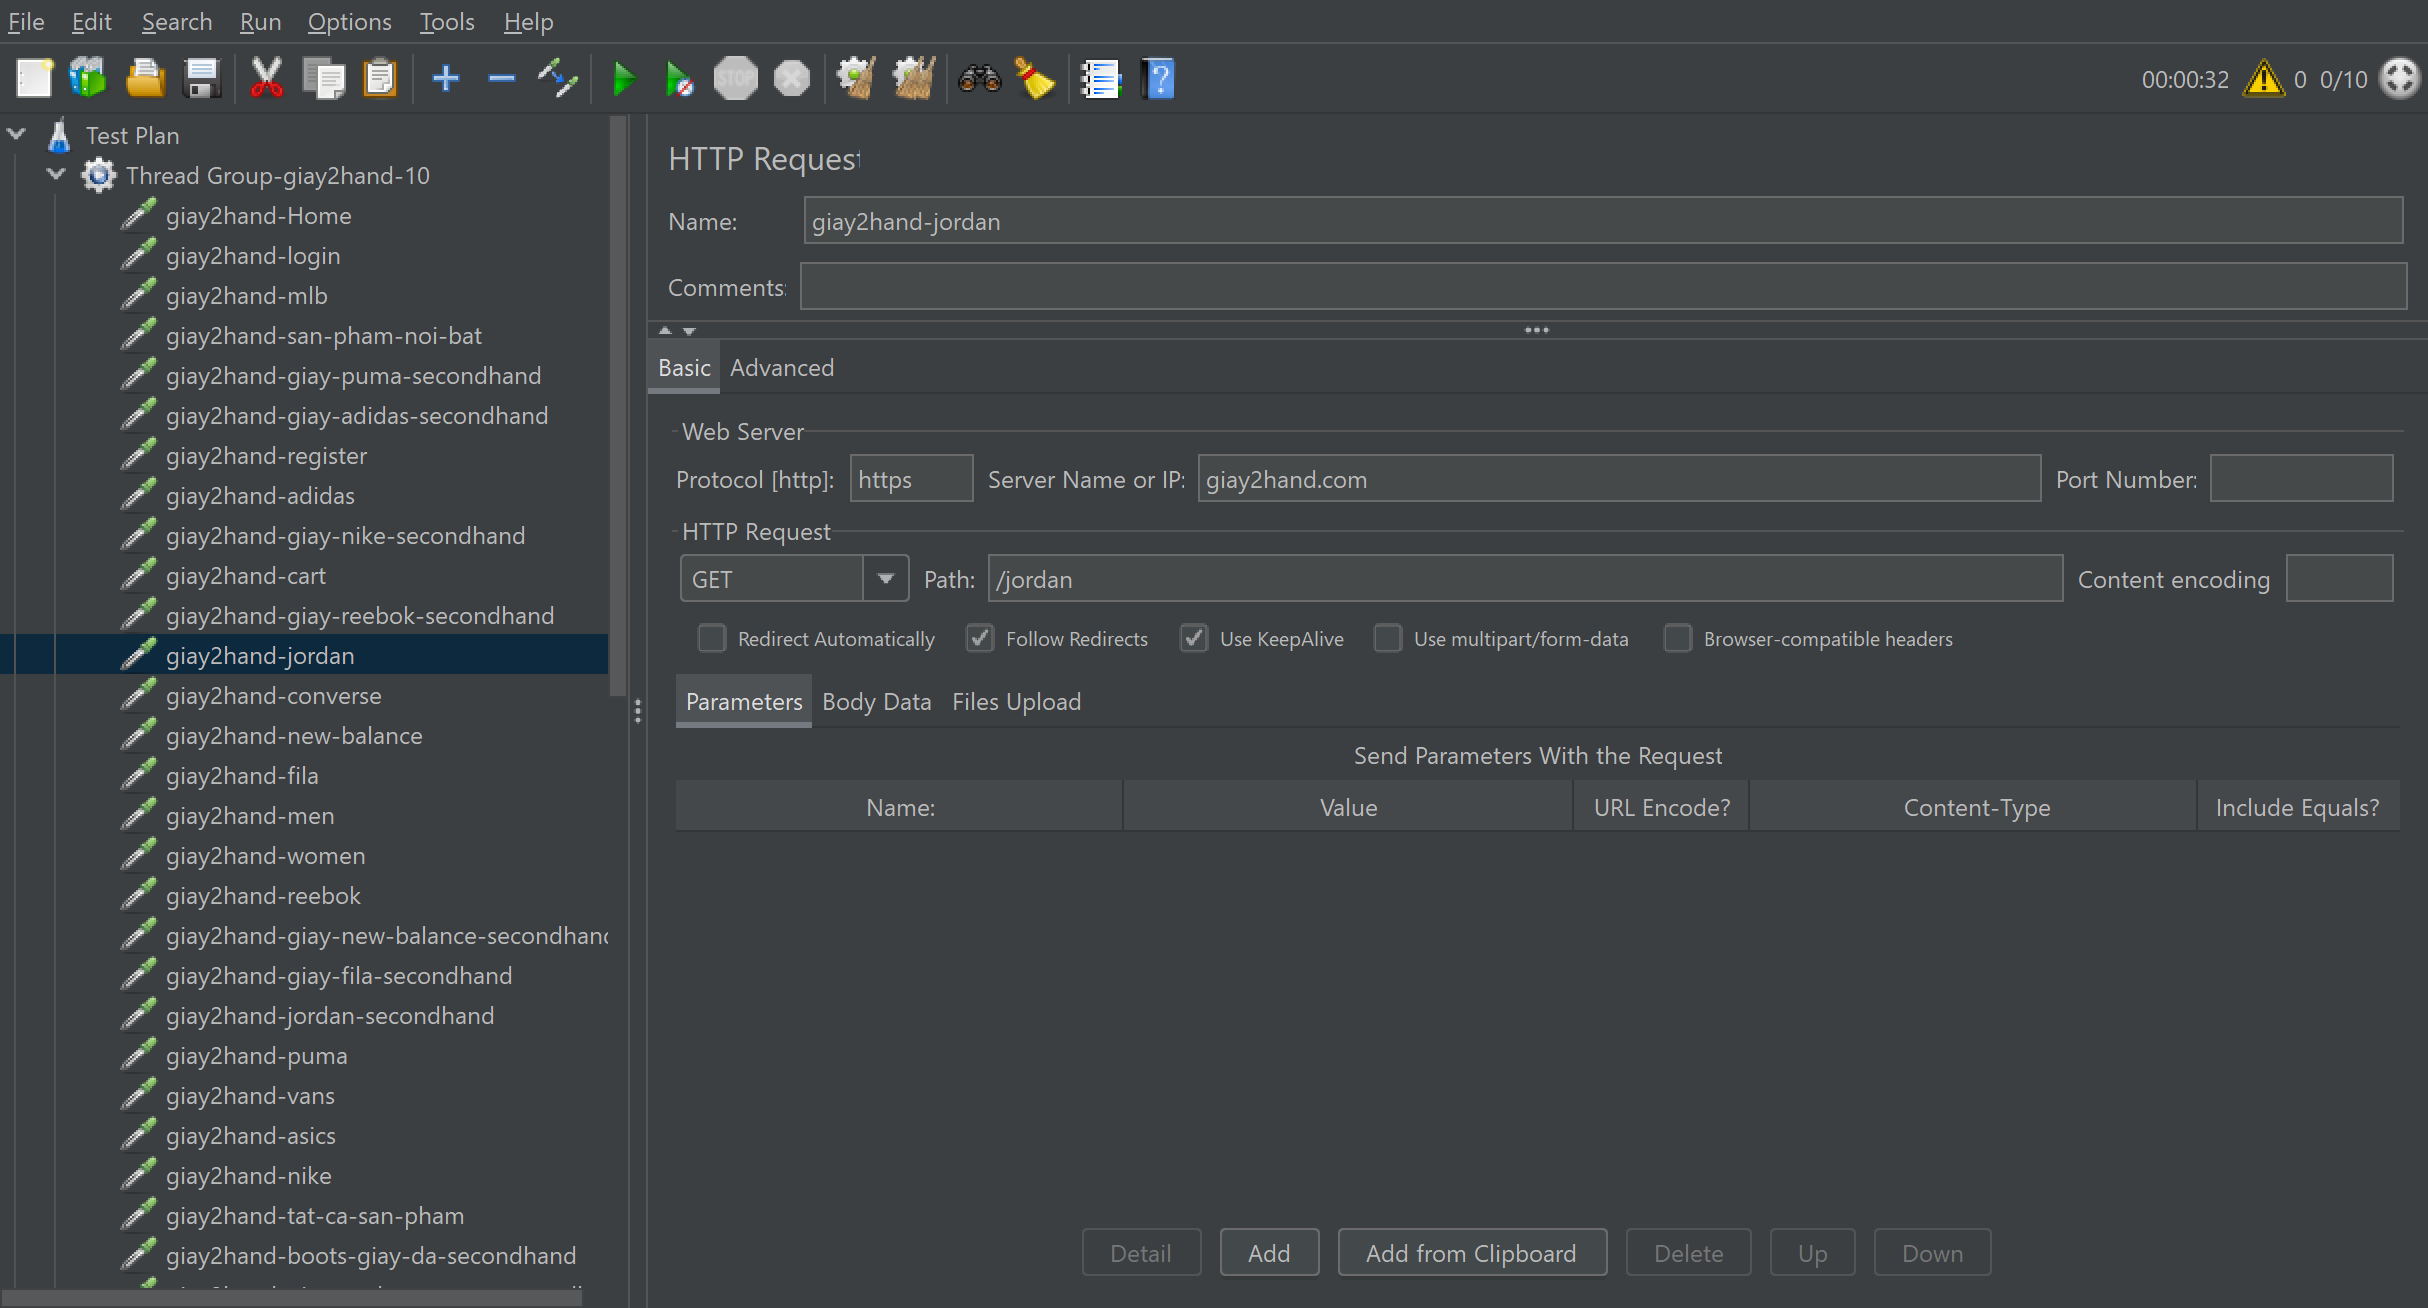 File Edit Search Run Options Tools Help
STOP
00:00:32 0 0/10
Test Plan
Thread Group-giay2hand-10
giay2hand-Home
giay2hand-login
giay2hand-mlb
giay2hand-san-pham-noi-bat
giay2hand-giay-puma-secondhand
giay2hand-giay-adidas-secondhand
giay2hand-register
giay2hand-adidas
giay2hand-giay-nike-secondhand
giay2hand-cart
giay2hand-giay-reebok-secondhand
giay2hand-jordan
giay2hand-converse
giay2hand-new-balance
giay2hand-fila
giay2hand-men
giay2hand-women
giay2hand-reebok
giay2hand-giay-new-balance-secondhand
giay2hand-giay-fila-secondhand
giay2hand-jordan-secondhand
giay2hand-puma
giay2hand-vans
giay2hand-asics
giay2hand-nike
giay2hand-tat-ca-san-pham
giay2hand-boots-giay-da-secondhand
HTTP Request
Name: giay2hand-jordan
Comments:
Basic Advanced
Web Server
Protocol [http]: https Server Name or IP: giay2hand.com Port Number:
HTTP Request
GET Path: /jordan Content encoding
Redirect Automatically Follow Redirects Use KeepAlive Use multipart/form-data Browser-compatible headers
Parameters Body Data Files Upload
Send Parameters With the Request
Name: Value URL Encode? Content-Type Include Equals?
Detail Add Add from Clipboard Delete Up Down